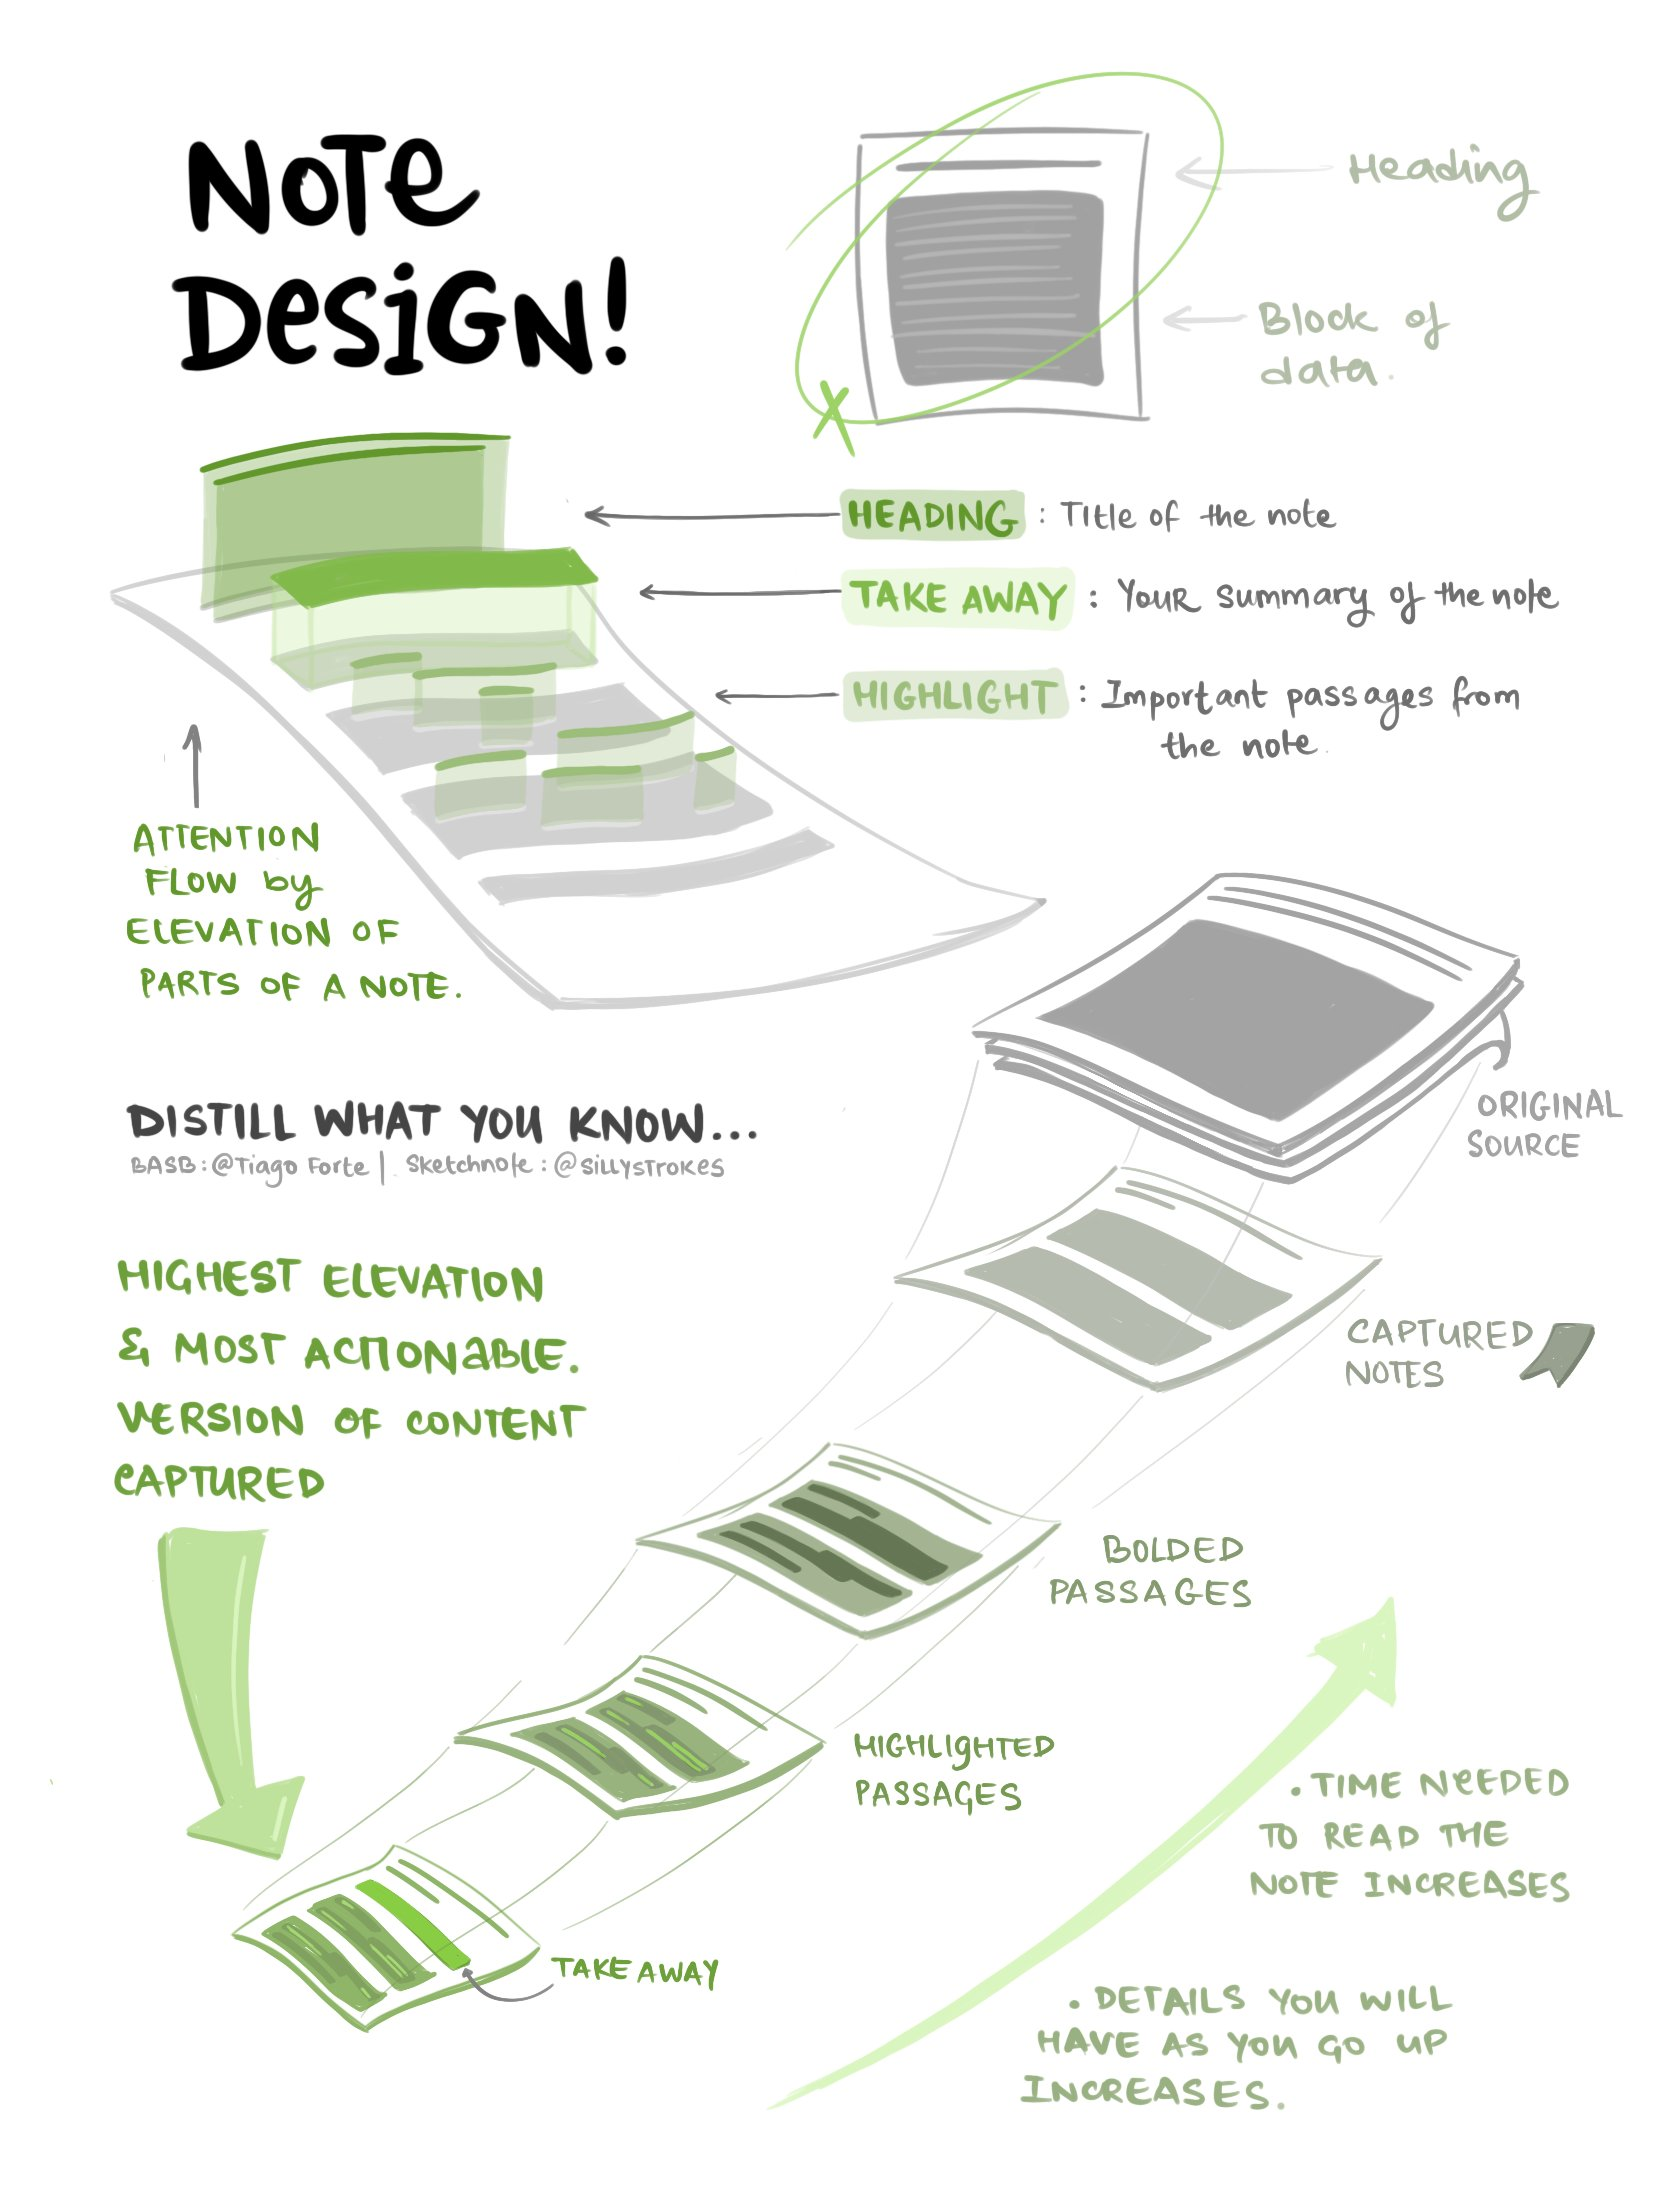 NOTE
DESIGN!
Heading
Block of
data.
HEADING : Title of the note
TAKE AWAY : YOUR summary of the note
HIGHLIGHT : Important passages from
the note.
ATTENTION
FLOW by
ELEVATION OF
PARTS OF A NOTE.
DISTILL WHAT YOU KNOW...
BASB: @Tiago Forte | Sketchnote: @sillystrokes
ORIGINAL
SOURCE
CAPTURED
NOTES
HIGHEST ELEVATION
& MOST ACTIONABLE.
VERSION OF CONTENT
CAPTURED
BOLDED
PASSAGES
HIGHLIGHTED
PASSAGES
TAKE AWAY
. TIME NEEDED
TO READ THE
NOTE INCREASES
. DETAILS YOU WILL
HAVE AS YOU GO UP
INCREASES.